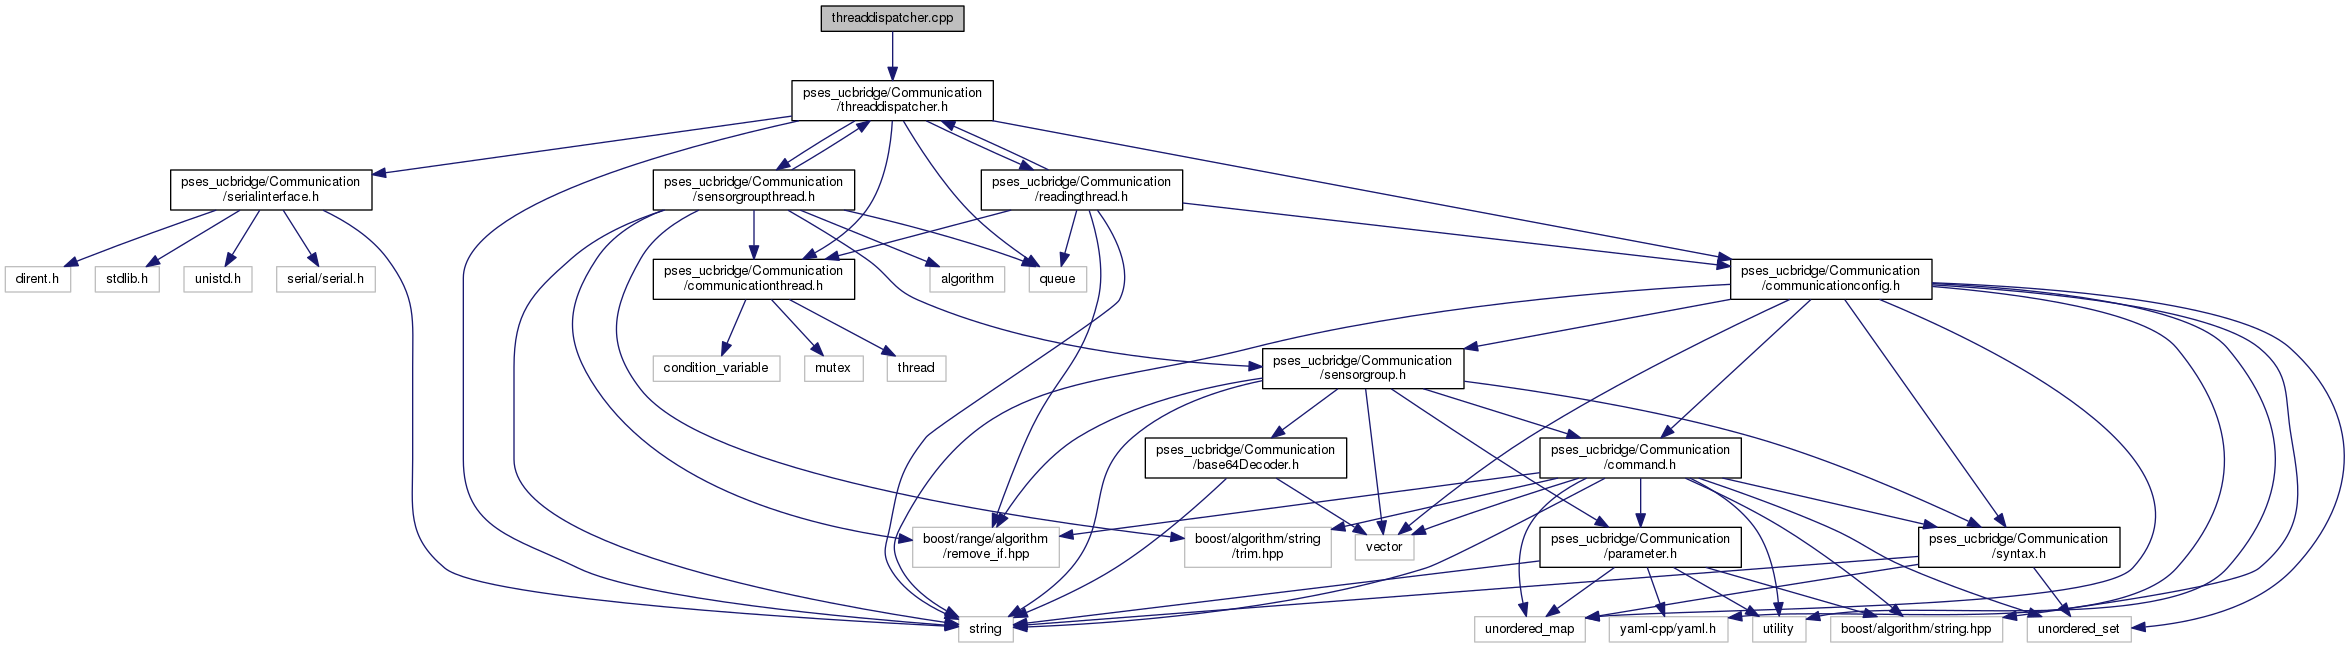 threaddispatcher.cpp
pses_ucbridge/Communication
/threaddispatcher.h
pses_ucbridge/Communication
/serialinterface.h
pses_ucbridge/Communication
/sensorgroupthread.h
pses_ucbridge/Communication
/readingthread.h
dirent.h
stdlib.h
unistd.h
serial/serial.h
pses_ucbridge/Communication
/communicationthread.h
algorithm
queue
pses_ucbridge/Communication
/communicationconfig.h
condition_variable
mutex
thread
pses_ucbridge/Communication
/sensorgroup.h
pses_ucbridge/Communication
/base64Decoder.h
pses_ucbridge/Communication
/command.h
boost/range/algorithm
/remove_if.hpp
boost/algorithm/string
/trim.hpp
vector
pses_ucbridge/Communication
/parameter.h
pses_ucbridge/Communication
/syntax.h
string
unordered_map
yaml-cpp/yaml.h
utility
boost/algorithm/string.hpp
unordered_set